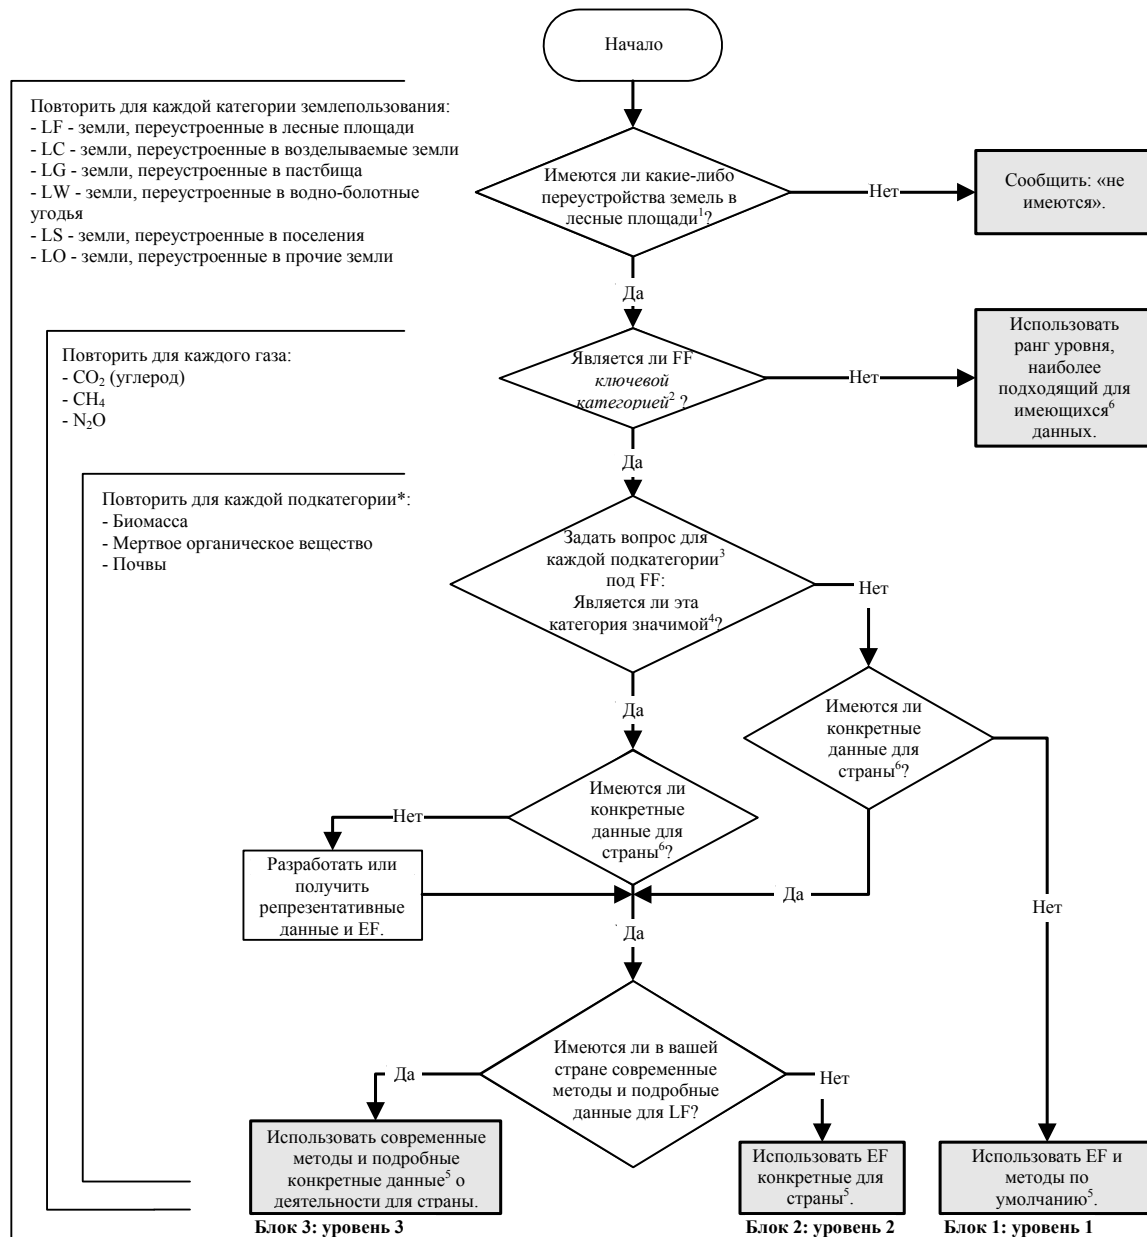 Начало
Повторить для каждой категории землепользования:
- LF - земли, переустроенные в лесные площади
- LC - земли, переустроенные в возделываемые земли
- LG - земли, переустроенные в пастбища
- LW - земли, переустроенные в водно-болотные
угодья
- LS - земли, переустроенные в поселения
- LO - земли, переустроенные в прочие земли
Имеются ли какие-либо
переустройства земель в
лесные площади¹?
Нет
Сообщить: «не
имеются».
Да
Повторить для каждого газа:
- CO₂ (углерод)
- CH₄
- N₂O
Является ли FF
ключевой
категорией² ?
Нет
Использовать
ранг уровня,
наиболее
подходящий для
имеющихся⁶
данных.
Да
Повторить для каждой подкатегории*:
- Биомасса
- Мертвое органическое вещество
- Почвы
Задать вопрос для
каждой подкатегории³
под FF:
Является ли эта
категория значимой⁴?
Нет
Да
Имеются ли
конкретные
данные для
страны⁶?
Имеются ли
конкретные
данные для
страны⁶?
Нет
Разработать или
получить
репрезентативные
данные и EF.
Да
Нет
Да
Имеются ли в вашей
стране современные
методы и подробные
данные для LF?
Да
Нет
Использовать современные
методы и подробные
конкретные данные⁵ о
деятельности для страны.
Использовать EF
конкретные для
страны⁵.
Использовать EF и
методы по
умолчанию⁵.
Блок 3: уровень 3
Блок 2: уровень 2
Блок 1: уровень 1